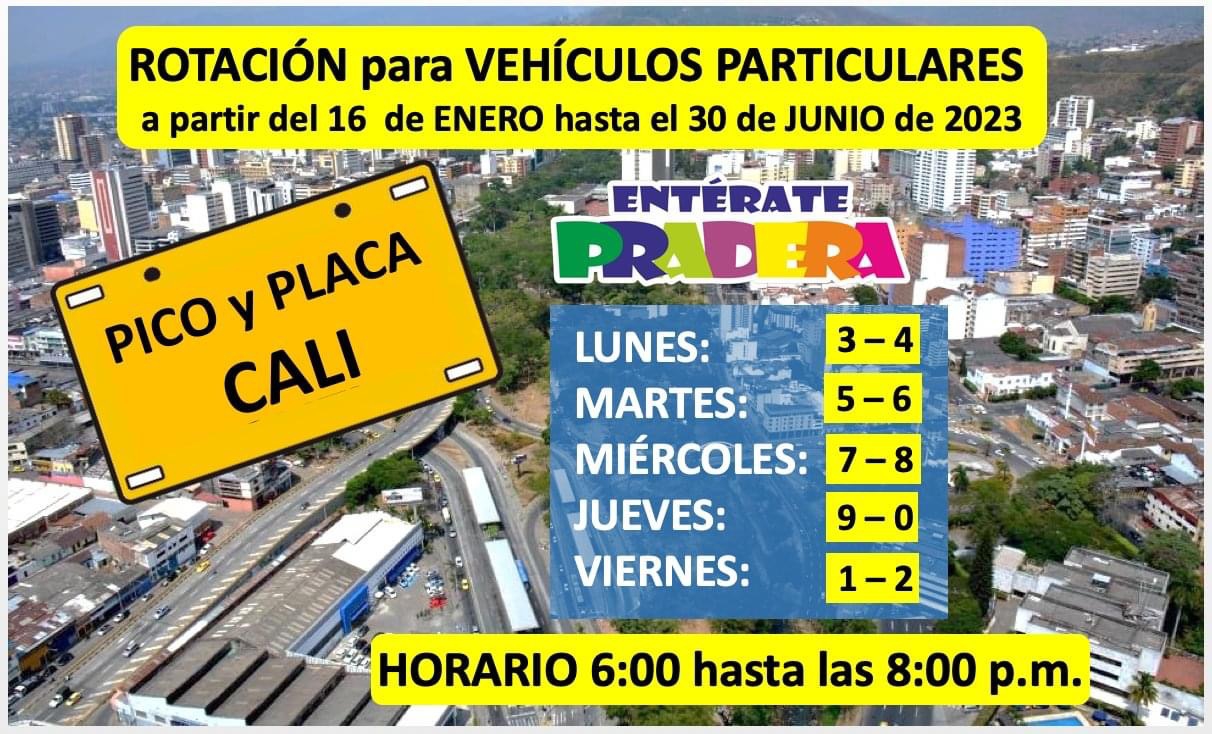 ROTACIÓN para VEHÍCULOS PARTICULARES
a partir del 16 de ENERO hasta el 30 de JUNIO de 2023
PICO y PLACA
CALI
ENTÉRATE
PRADERA
LUNES: 3 – 4
MARTES: 5 – 6
MIÉRCOLES: 7 – 8
JUEVES: 9 – 0
VIERNES: 1 – 2
HORARIO 6:00 hasta las 8:00 p.m.